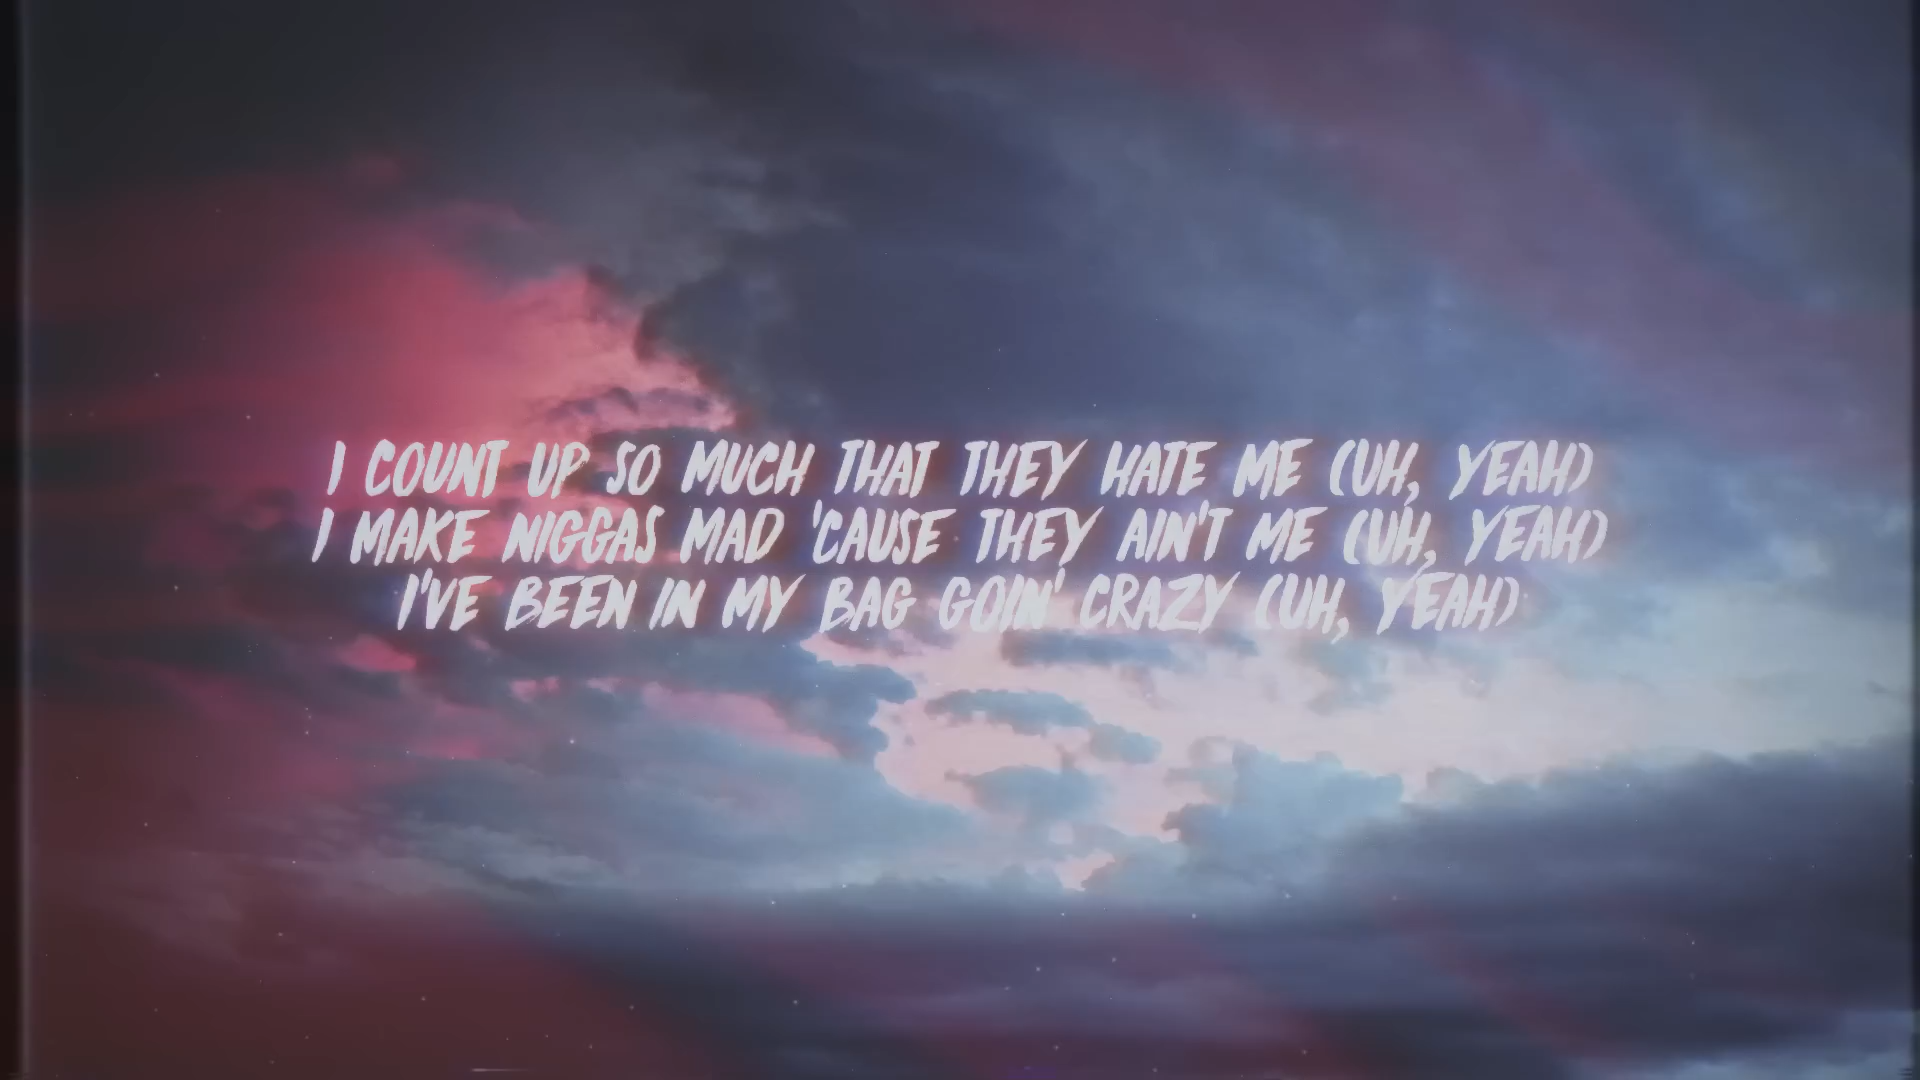 I COUNT UP SO MUCH THAT THEY HATE ME (UH, YEAH)
I MAKE NIGGAS MAD 'CAUSE THEY AIN'T ME (UH, YEAH)
I'VE BEEN IN MY BAG GOIN' CRAZY (UH, YEAH)